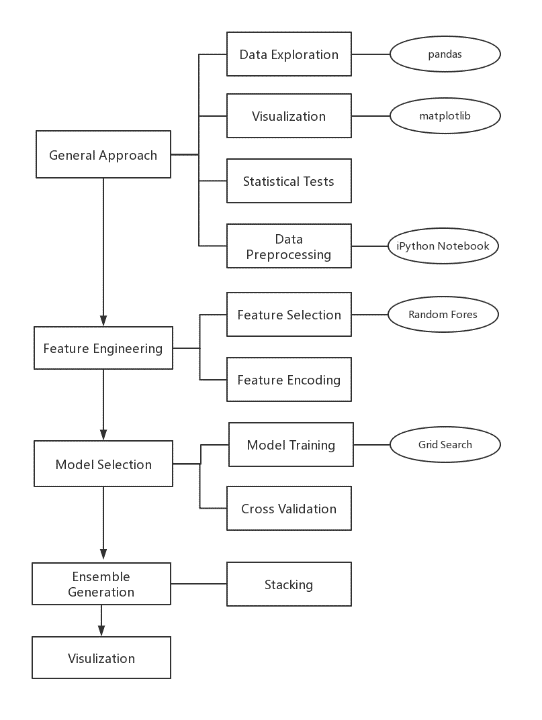 Data Exploration
pandas
Visualization
matplotlib
General Approach
Statistical Tests
Data
Preprocessing
iPython Notebook
Feature Selection
Random Fores
Feature Engineering
Feature Encoding
Model Training
Grid Search
Model Selection
Cross Validation
Ensemble
Generation
Stacking
Visulization